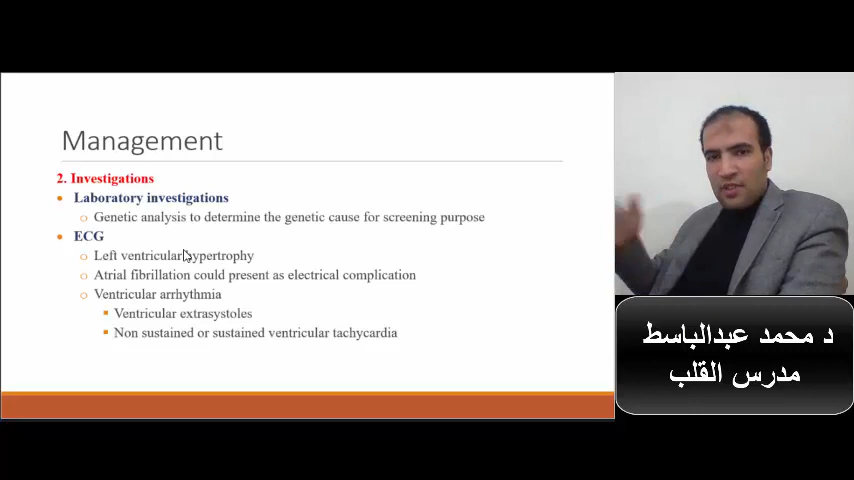 Management
2. Investigations
• Laboratory investigations
o Genetic analysis to determine the genetic cause for screening purpose
• ECG
o Left ventricular hypertrophy
o Atrial fibrillation could present as electrical complication
o Ventricular arrhythmia
▪ Ventricular extrasystoles
▪ Non sustained or sustained ventricular tachycardia
د محمد عبدالباسط
مدرس القلب